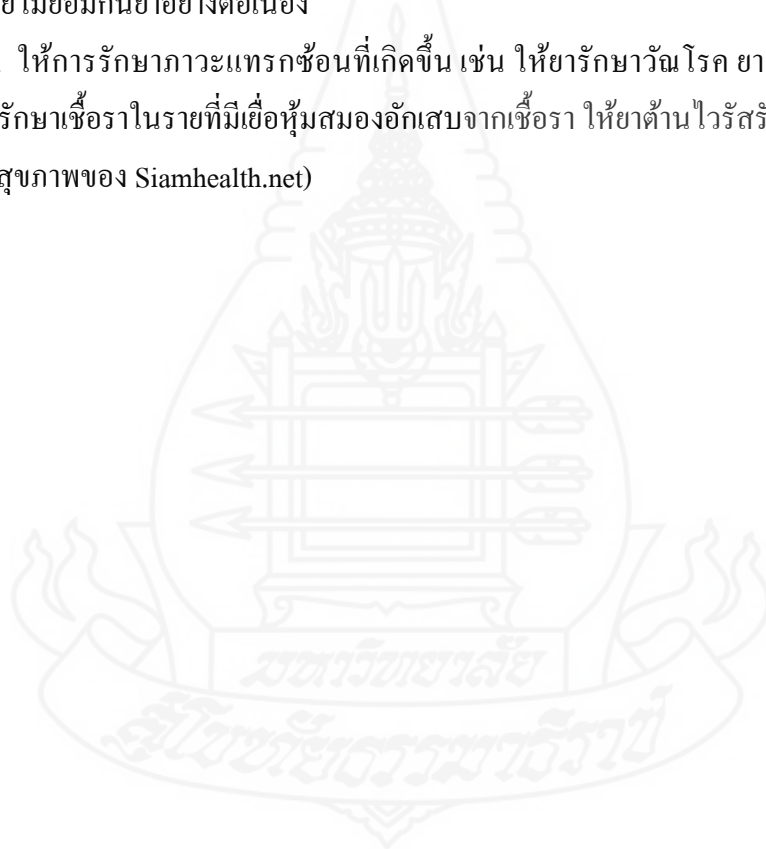 ไม่ยอมกินยาอย่างต่อเนื่อง
ให้การรักษาภาวะแทรกซ้อนที่เกิดขึ้น เช่น ให้ยารักษาวัณโรค ยา
รักษาเชื้อราในรายที่มีเยื่อหุ้มสมองอักเสบจากเชื้อรา ให้ยาต้านไวรัส
สุขภาพของ Siamhealth.net)
มหาวิทยาลัย
สุโขทัยธรรมาธิราช